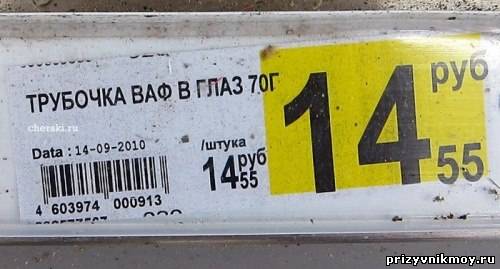 ТРУБОЧКА ВАФ В ГЛАЗ 70Г
cherski.ru
Data : 14-09-2010
/штука
14 руб 55
4 603974 000913
14 руб 55
prizyvnikmoy.ru